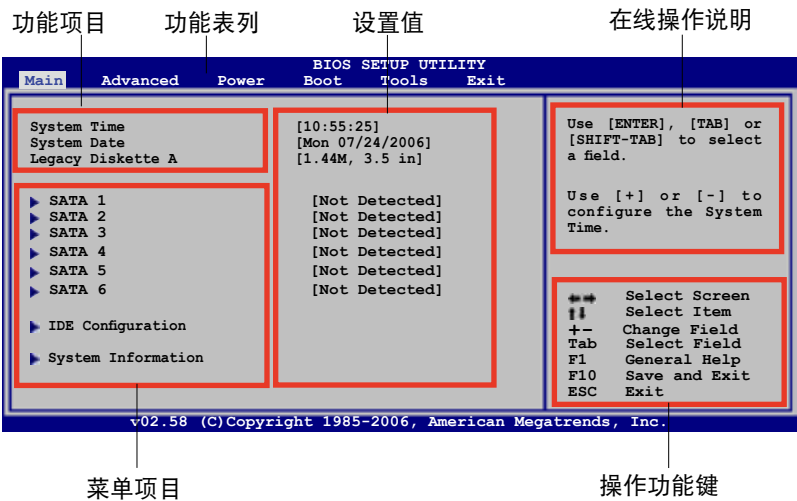 功能项目 功能表列 设置值 在线操作说明
BIOS SETUP UTILITY
Main Advanced Power Boot Tools Exit
System Time [10:55:25]
System Date [Mon 07/24/2006]
Legacy Diskette A [1.44M, 3.5 in]
SATA 1 [Not Detected]
SATA 2 [Not Detected]
SATA 3 [Not Detected]
SATA 4 [Not Detected]
SATA 5 [Not Detected]
SATA 6 [Not Detected]
IDE Configuration
System Information
Use [ENTER], [TAB] or
[SHIFT-TAB] to select
a field.
Use [+] or [-] to
configure the System
Time.
Select Screen
Select Item
+- Change Field
Tab Select Field
F1 General Help
F10 Save and Exit
ESC Exit
v02.58 (C)Copyright 1985-2006, American Megatrends, Inc.
菜单项目 操作功能键